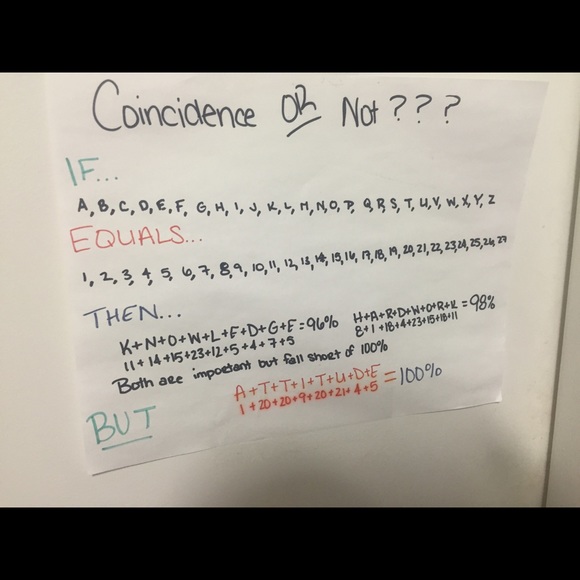 Coincidence OR Not ? ? ?
IF...
A, B, C, D, E, F, G, H, I, J, K, L, M, N, O, P, Q, R, S, T, U, V, W, X, Y, Z
EQUALS...
1, 2, 3, 4, 5, 6, 7, 8, 9, 10, 11, 12, 13, 14, 15, 16, 17, 18, 19, 20, 21, 22, 23, 24, 25, 26, 27
THEN...
K+N+O+W+L+E+D+G+E=96%
11+14+15+23+12+5+4+7+5
H+A+R+D+W+O+R+K=98%
8+1+18+4+23+15+18+11
Both are important but fall short of 100%
A+T+T+I+T+U+D+E=100%
1+20+20+9+20+21+4+5
BUT